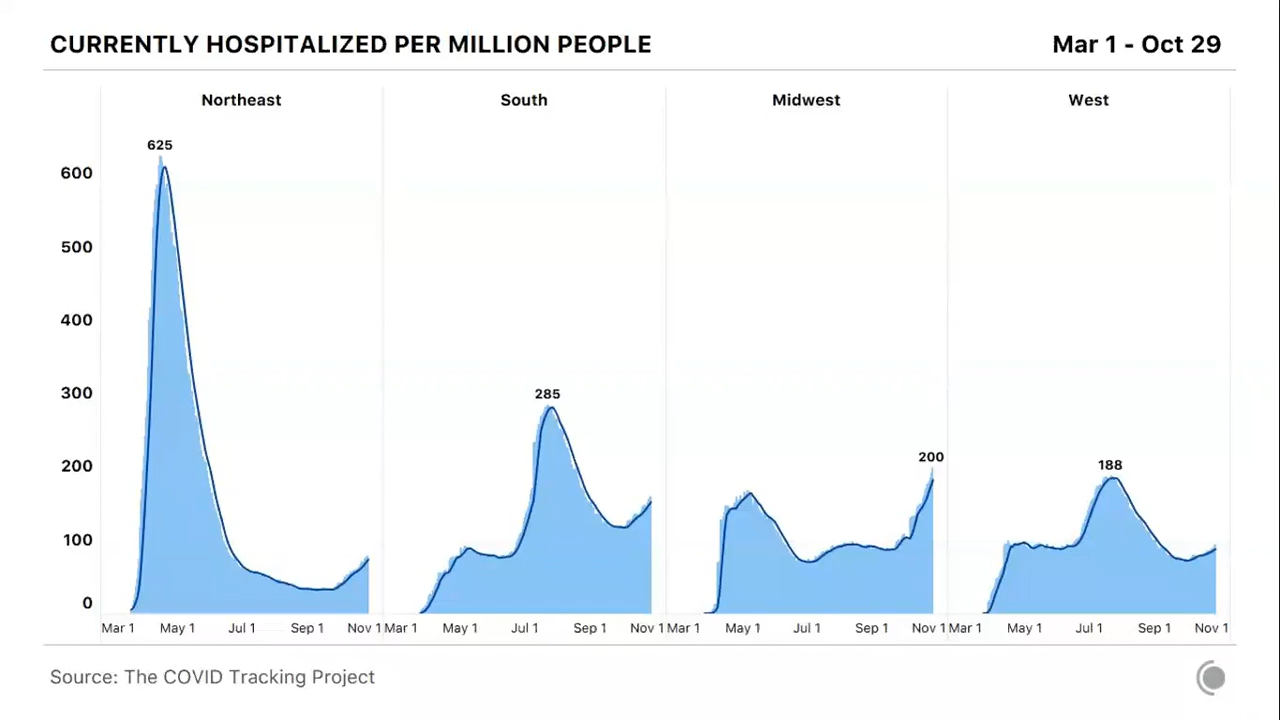 CURRENTLY HOSPITALIZED PER MILLION PEOPLE
Mar 1 - Oct 29
Northeast
South
Midwest
West
625
285
200
188
600
500
400
300
200
100
0
Mar 1 May 1 Jul 1 Sep 1 Nov 1 Mar 1 May 1 Jul 1 Sep 1 Nov 1 Mar 1 May 1 Jul 1 Sep 1 Nov 1 Mar 1 May 1 Jul 1 Sep 1 Nov 1
Source: The COVID Tracking Project